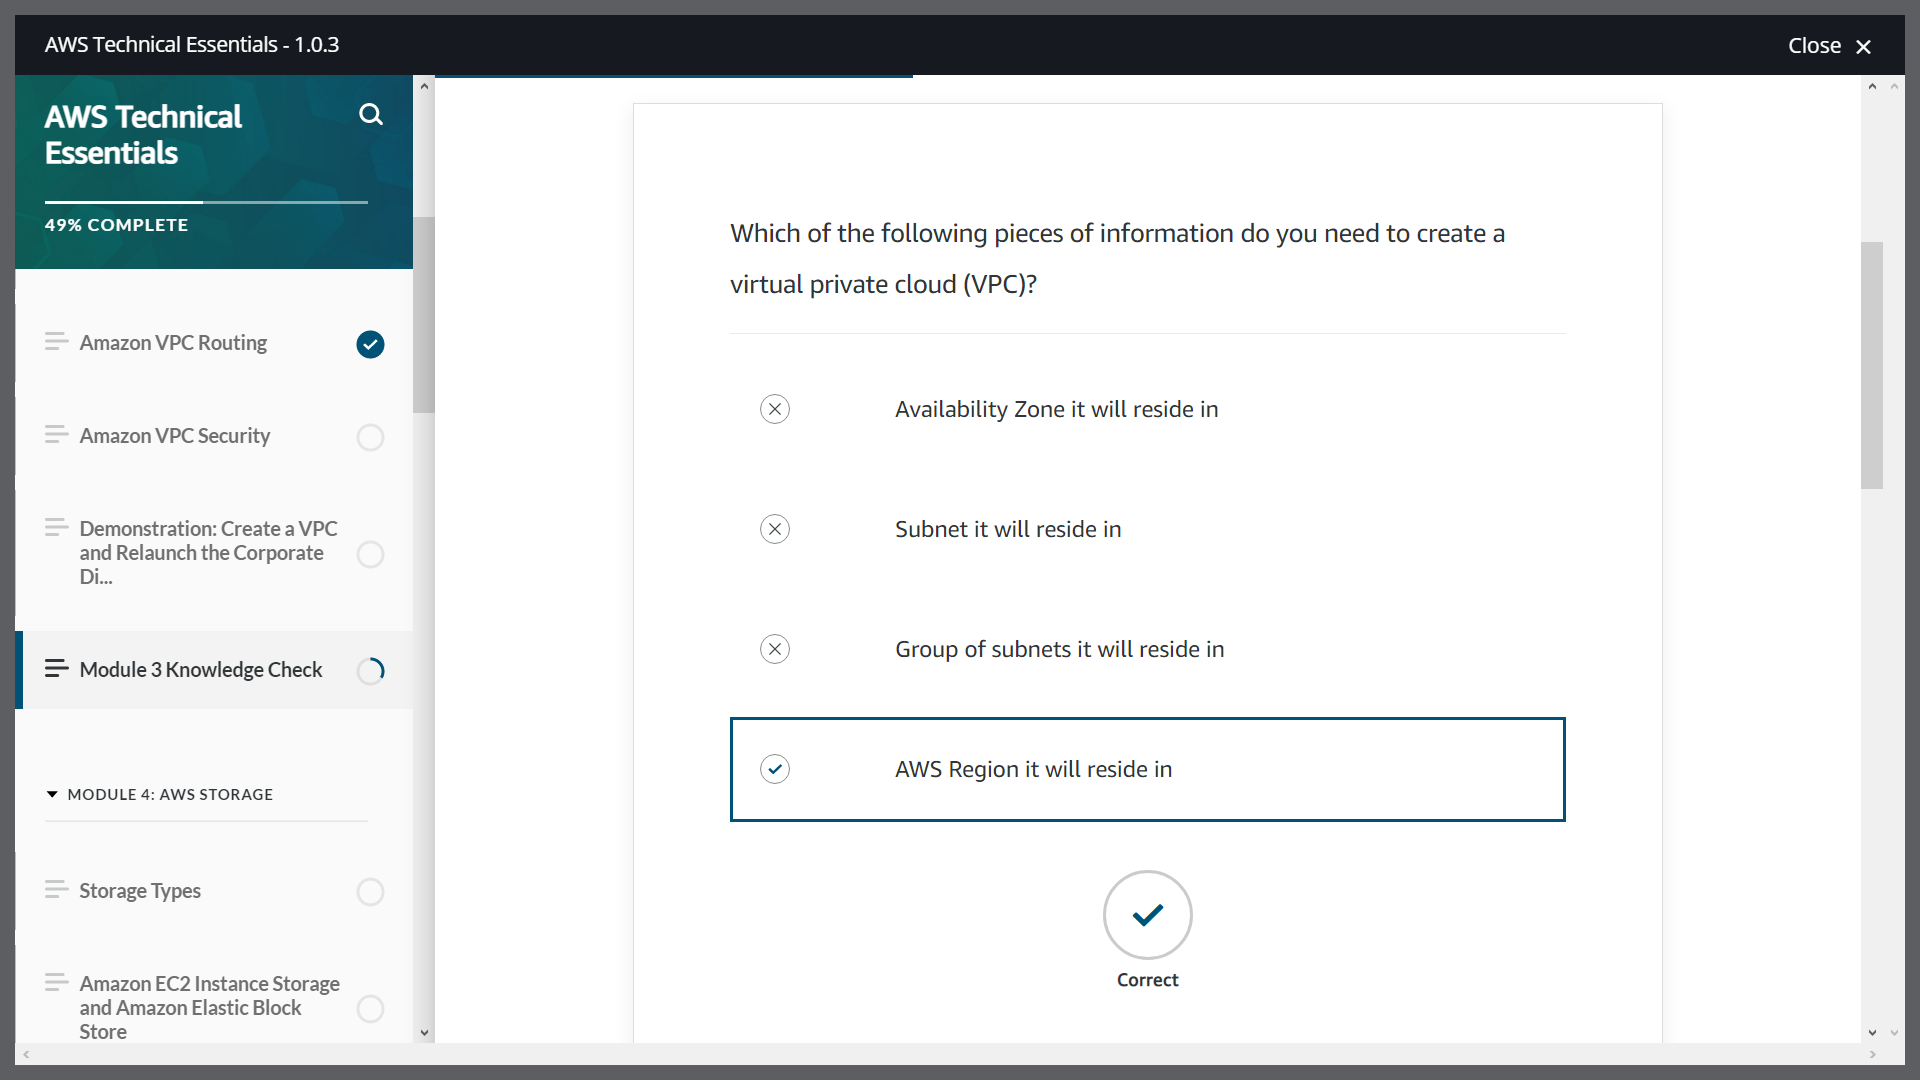 AWS Technical Essentials - 1.0.3
Close
AWS Technical
Essentials
49% COMPLETE
Amazon VPC Routing
Amazon VPC Security
Demonstration: Create a VPC
and Relaunch the Corporate
Di...
Module 3 Knowledge Check
MODULE 4: AWS STORAGE
Storage Types
Amazon EC2 Instance Storage
and Amazon Elastic Block
Store
Which of the following pieces of information do you need to create a
virtual private cloud (VPC)?
Availability Zone it will reside in
Subnet it will reside in
Group of subnets it will reside in
AWS Region it will reside in
Correct